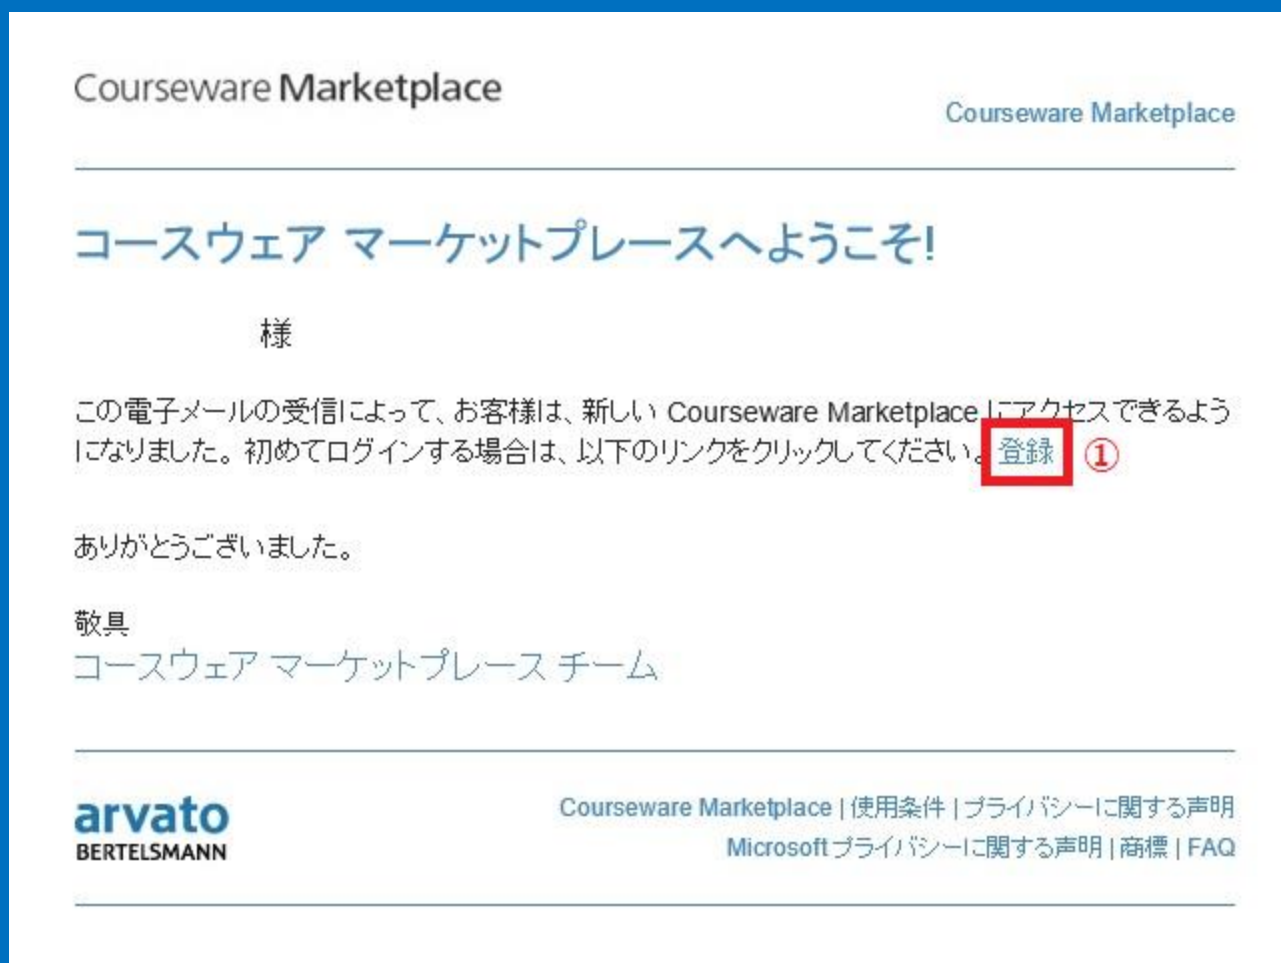 Courseware Marketplace
Courseware Marketplace
コースウェア マーケットプレースへようこそ!
様
この電子メールの受信によって、お客様は、新しい Courseware Marketplace にアクセスできるよう
になりました。初めてログインする場合は、以下のリンクをクリックしてください。登録 ①
ありがとうございました。
敬具
コースウェア マーケットプレース チーム
arvato
BERTELSMANN
Courseware Marketplace | 使用条件 | プライバシーに関する声明
Microsoft プライバシーに関する声明 | 商標 | FAQ